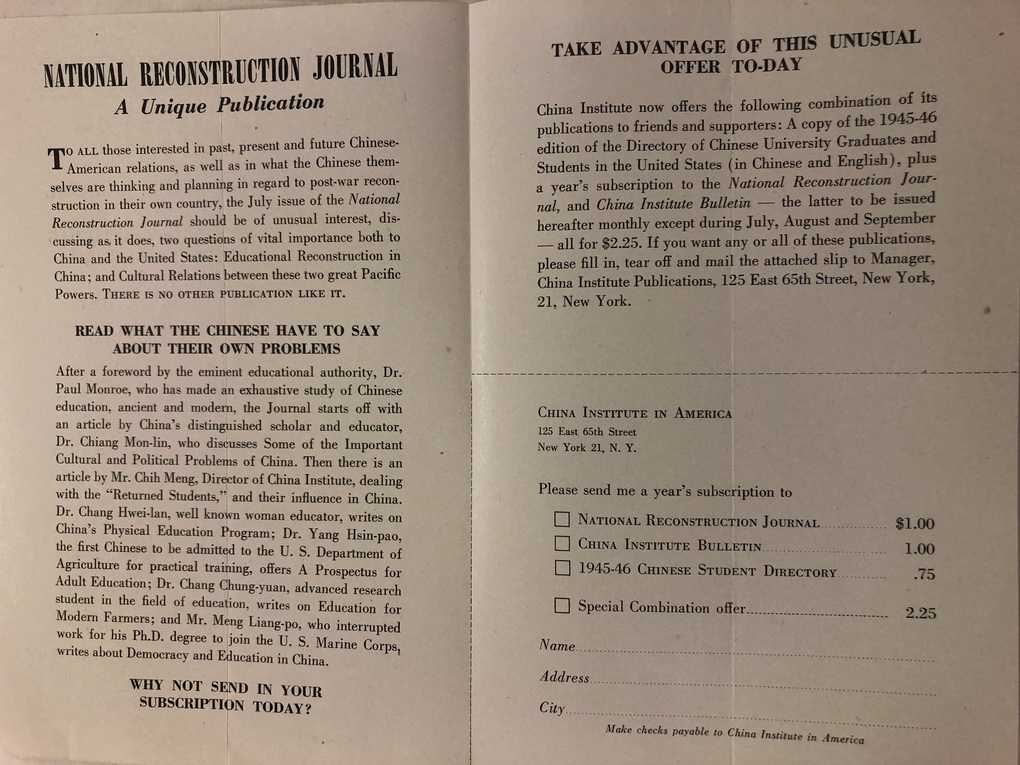 NATIONAL RECONSTRUCTION JOURNAL
A Unique Publication
TO ALL those interested in past, present and future Chinese-
American relations, as well as in what the Chinese them-
selves are thinking and planning in regard to post-war recon-
struction in their own country, the July issue of the National
Reconstruction Journal should be of unusual interest, dis-
cussing as it does, two questions of vital importance both to
China and the United States: Educational Reconstruction in
China; and Cultural Relations between these two great Pacific
Powers. THERE IS NO OTHER PUBLICATION LIKE IT.
READ WHAT THE CHINESE HAVE TO SAY
ABOUT THEIR OWN PROBLEMS
After a foreword by the eminent educational authority, Dr.
Paul Monroe, who has made an exhaustive study of Chinese
education, ancient and modern, the Journal starts off with
an article by China's distinguished scholar and educator,
Dr. Chiang Mon-lin, who discusses Some of the Important
Cultural and Political Problems of China. Then there is an
article by Mr. Chih Meng, Director of China Institute, dealing
with the "Returned Students," and their influence in China.
Dr. Chang Hwei-lan, well known woman educator, writes on
China's Physical Education Program; Dr. Yang Hsin-pao,
the first Chinese to be admitted to the U. S. Department of
Agriculture for practical training, offers A Prospectus for
Adult Education; Dr. Chang Chung-yuan, advanced research
student in the field of education, writes on Education for
Modern Farmers; and Mr. Meng Liang-po, who interrupted
work for his Ph.D. degree to join the U. S. Marine Corps,
writes about Democracy and Education in China.
WHY NOT SEND IN YOUR
SUBSCRIPTION TODAY?
TAKE ADVANTAGE OF THIS UNUSUAL
OFFER TO-DAY
China Institute now offers the following combination of its
publications to friends and supporters: A copy of the 1945-46
edition of the Directory of Chinese University Graduates and
Students in the United States (in Chinese and English), plus
a year's subscription to the National Reconstruction Jour-
nal, and China Institute Bulletin — the latter to be issued
hereafter monthly except during July, August and September
— all for $2.25. If you want any or all of these publications,
please fill in, tear off and mail the attached slip to Manager,
China Institute Publications, 125 East 65th Street, New York,
21, New York.
CHINA INSTITUTE IN AMERICA
125 East 65th Street
New York 21, N. Y.
Please send me a year's subscription to
NATIONAL RECONSTRUCTION JOURNAL $1.00
CHINA INSTITUTE BULLETIN 1.00
1945-46 CHINESE STUDENT DIRECTORY .75
Special Combination offer 2.25
Name
Address
City
Make checks payable to China Institute in America